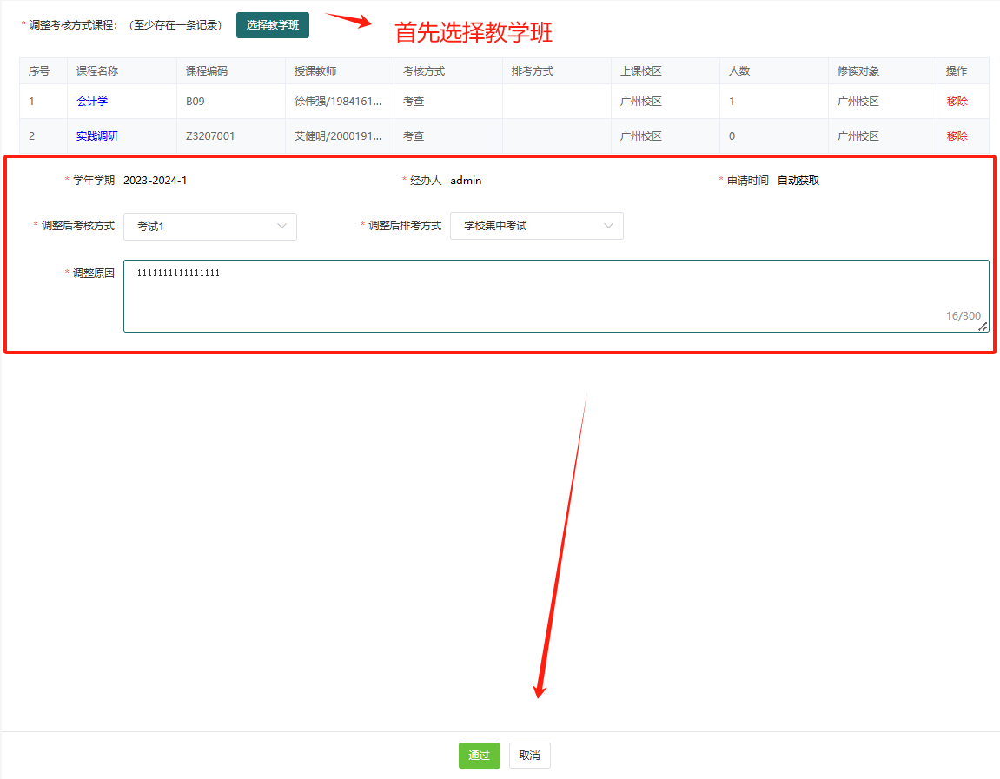 * 调整考核方式课程：（至少存在一条记录） 选择教学班
首先选择教学班
序号 课程名称 课程编码 授课教师 考核方式 排考方式 上课校区 人数 修读对象 操作
1 会计学 B09 徐伟强/1984161... 考查 广州校区 1 广州校区 移除
2 实践调研 Z3207001 艾健明/2000191... 考查 广州校区 0 广州校区 移除
* 学年学期 2023-2024-1 * 经办人 admin * 申请时间 自动获取
* 调整后考核方式 考试1 * 调整后排考方式 学校集中考试
* 调整原因 1111111111111111
16/300
通过 取消